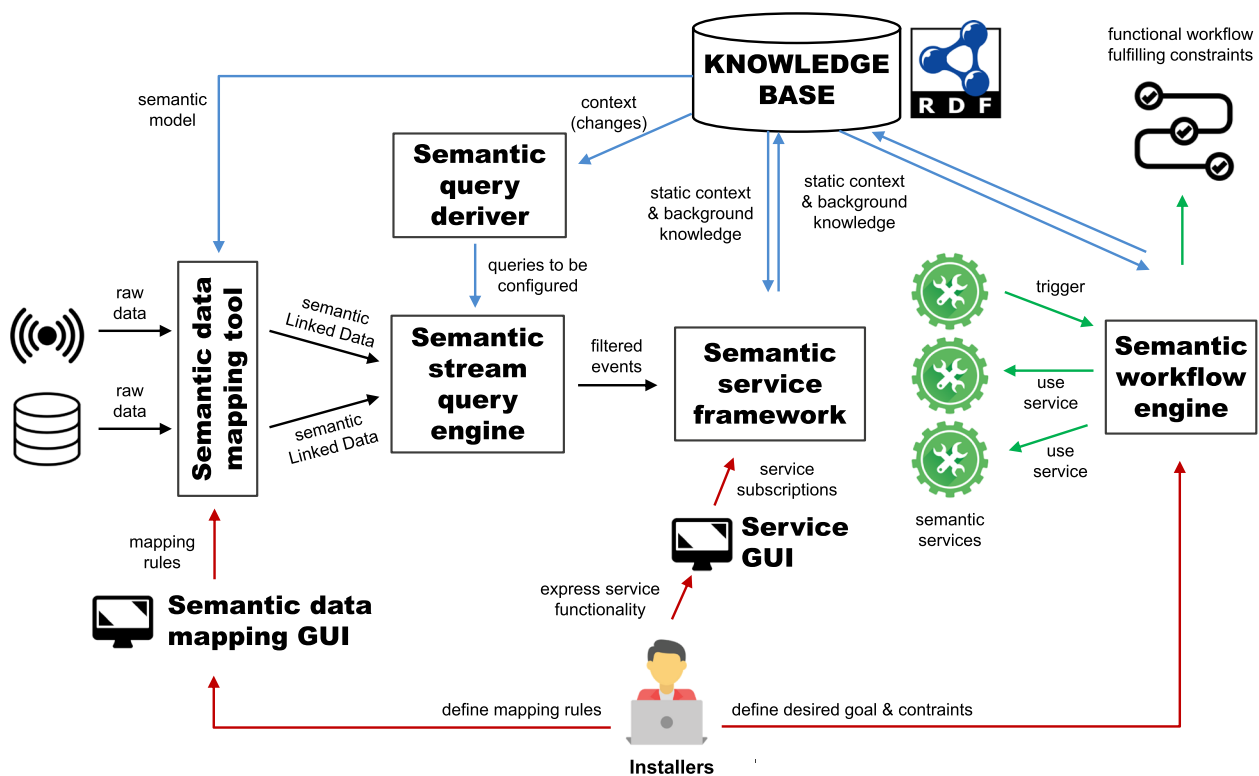 KNOWLEDGE
BASE
RDF
functional workflow
fulfilling constraints
semantic
model
context
(changes)
Semantic
query
deriver
static context
& background
knowledge
static context
& background
knowledge
queries to be
configured
raw
data
raw
data
Semantic data
mapping tool
semantic
Linked Data
semantic
Linked Data
Semantic
stream
query
engine
filtered
events
Semantic
service
framework
trigger
use
service
use
service
Semantic
workflow
engine
semantic
services
service
subscriptions
Service
GUI
mapping
rules
express service
functionality
Semantic data
mapping GUI
define mapping rules
define desired goal & contraints
Installers